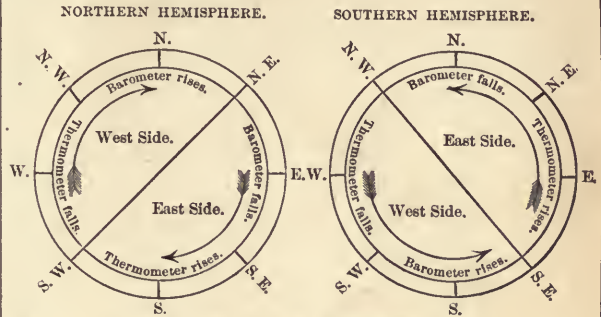 NORTHERN HEMISPHERE.
N.
N. E.
E.
S. E.
S.
S. W.
W.
N. W.
Barometer rises.
Barometer falls.
Thermometer rises.
Thermometer falls.
West Side.
East Side.
SOUTHERN HEMISPHERE.
N.
N. E.
E.
S. E.
S.
S. W.
W.
N. W.
Barometer falls.
Thermometer rises.
Barometer rises.
Thermometer falls.
East Side.
West Side.